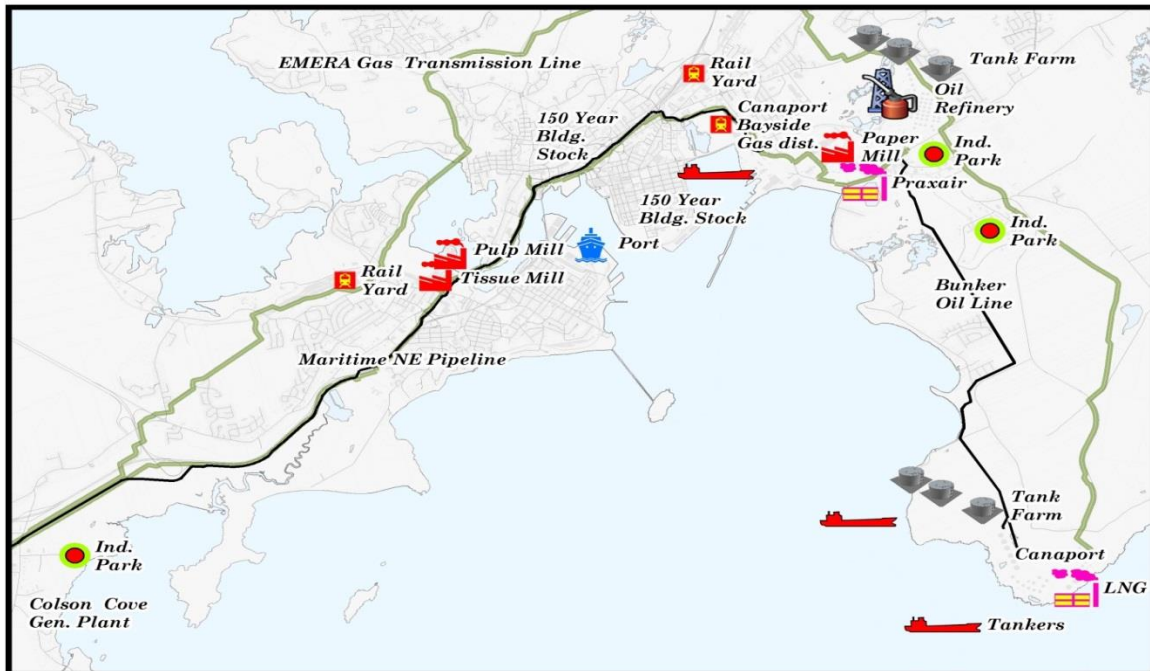 EMERA Gas Transmission Line
Rail
Yard
Tank Farm
Oil
Refinery
150 Year
Bldg.
Stock
Canaport
Bayside
Gas dist.
Paper
Mill
Ind.
Park
Praxair
150 Year
Bldg. Stock
Port
Ind.
Park
Pulp Mill
Tissue Mill
Rail
Yard
Bunker
Oil Line
Maritime NE Pipeline
Tank
Farm
Ind.
Park
Canaport
LNG
Colson Cove
Gen. Plant
Tankers